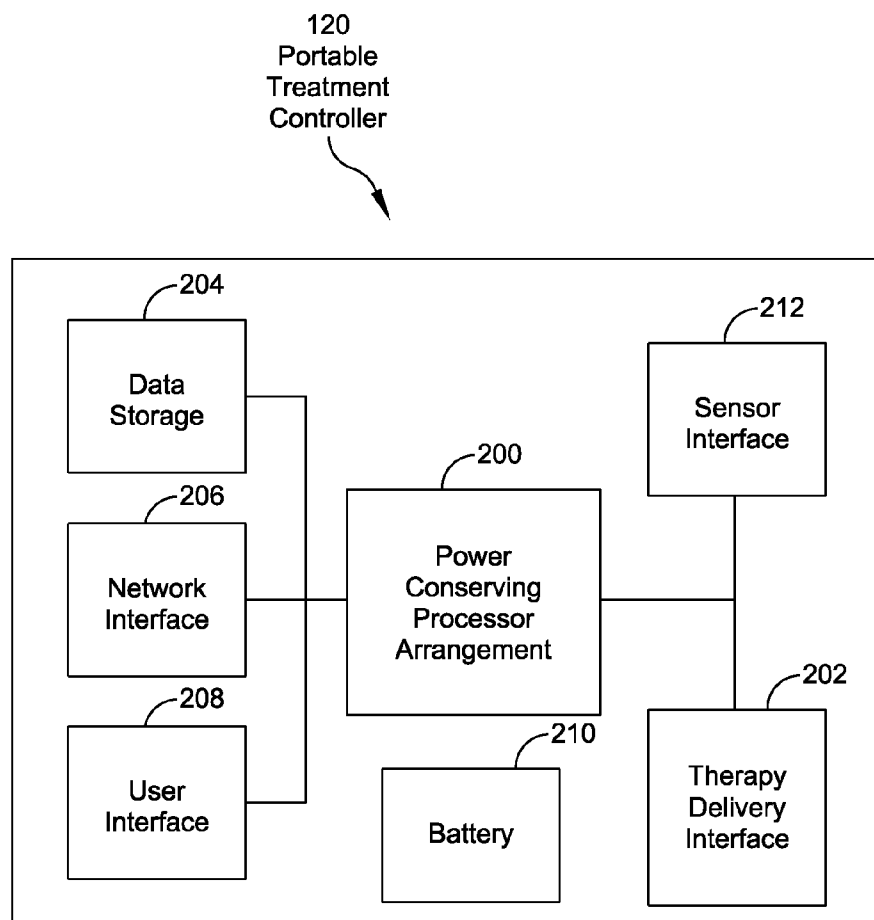 120
Portable
Treatment
Controller
204
Data
Storage
212
Sensor
Interface
200
Power
Conserving
Processor
Arrangement
206
Network
Interface
208
User
Interface
210
Battery
202
Therapy
Delivery
Interface